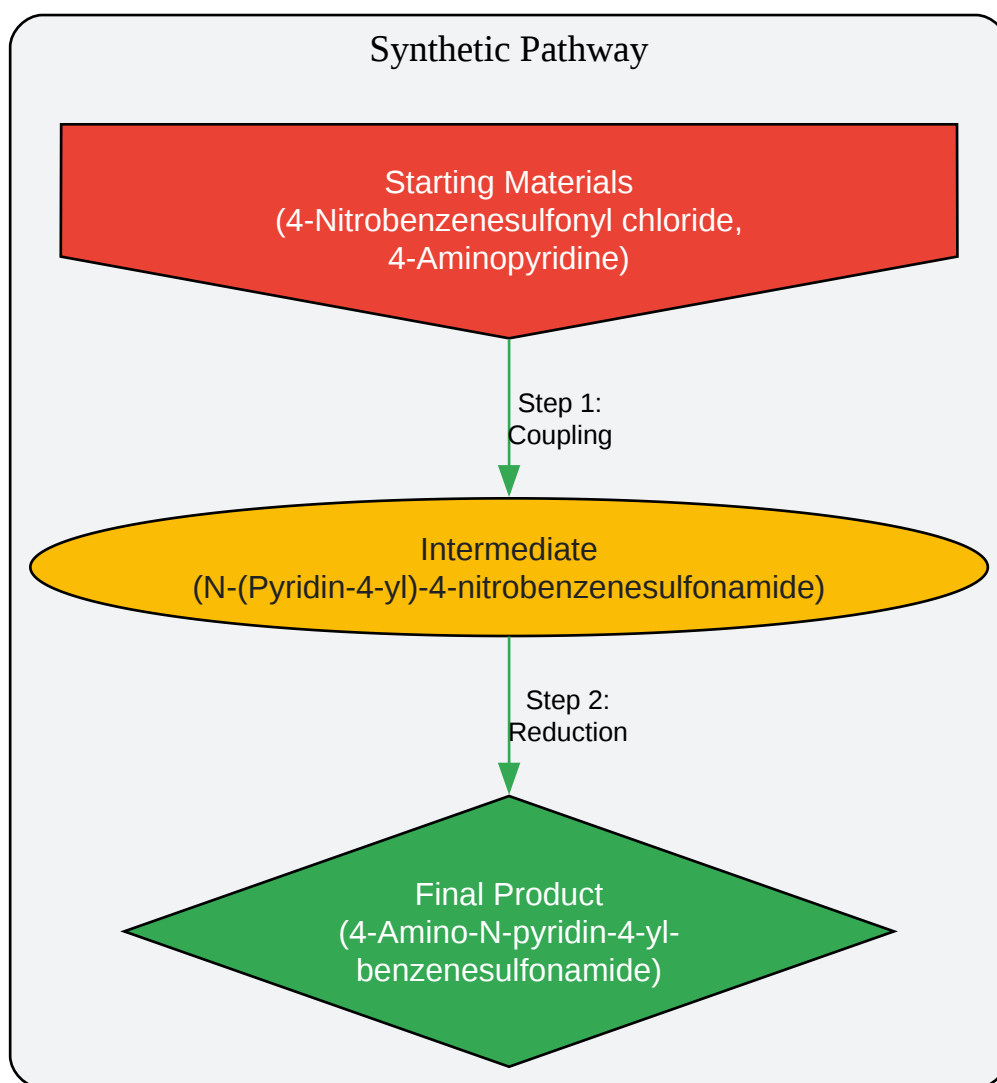 Synthetic Pathway
Starting Materials
(4-Nitrobenzenesulfonyl chloride,
4-Aminopyridine)
Step 1:
Coupling
Intermediate
(N-(Pyridin-4-yl)-4-nitrobenzenesulfonamide)
Step 2:
Reduction
Final Product
(4-Amino-N-pyridin-4-yl-
benzenesulfonamide)